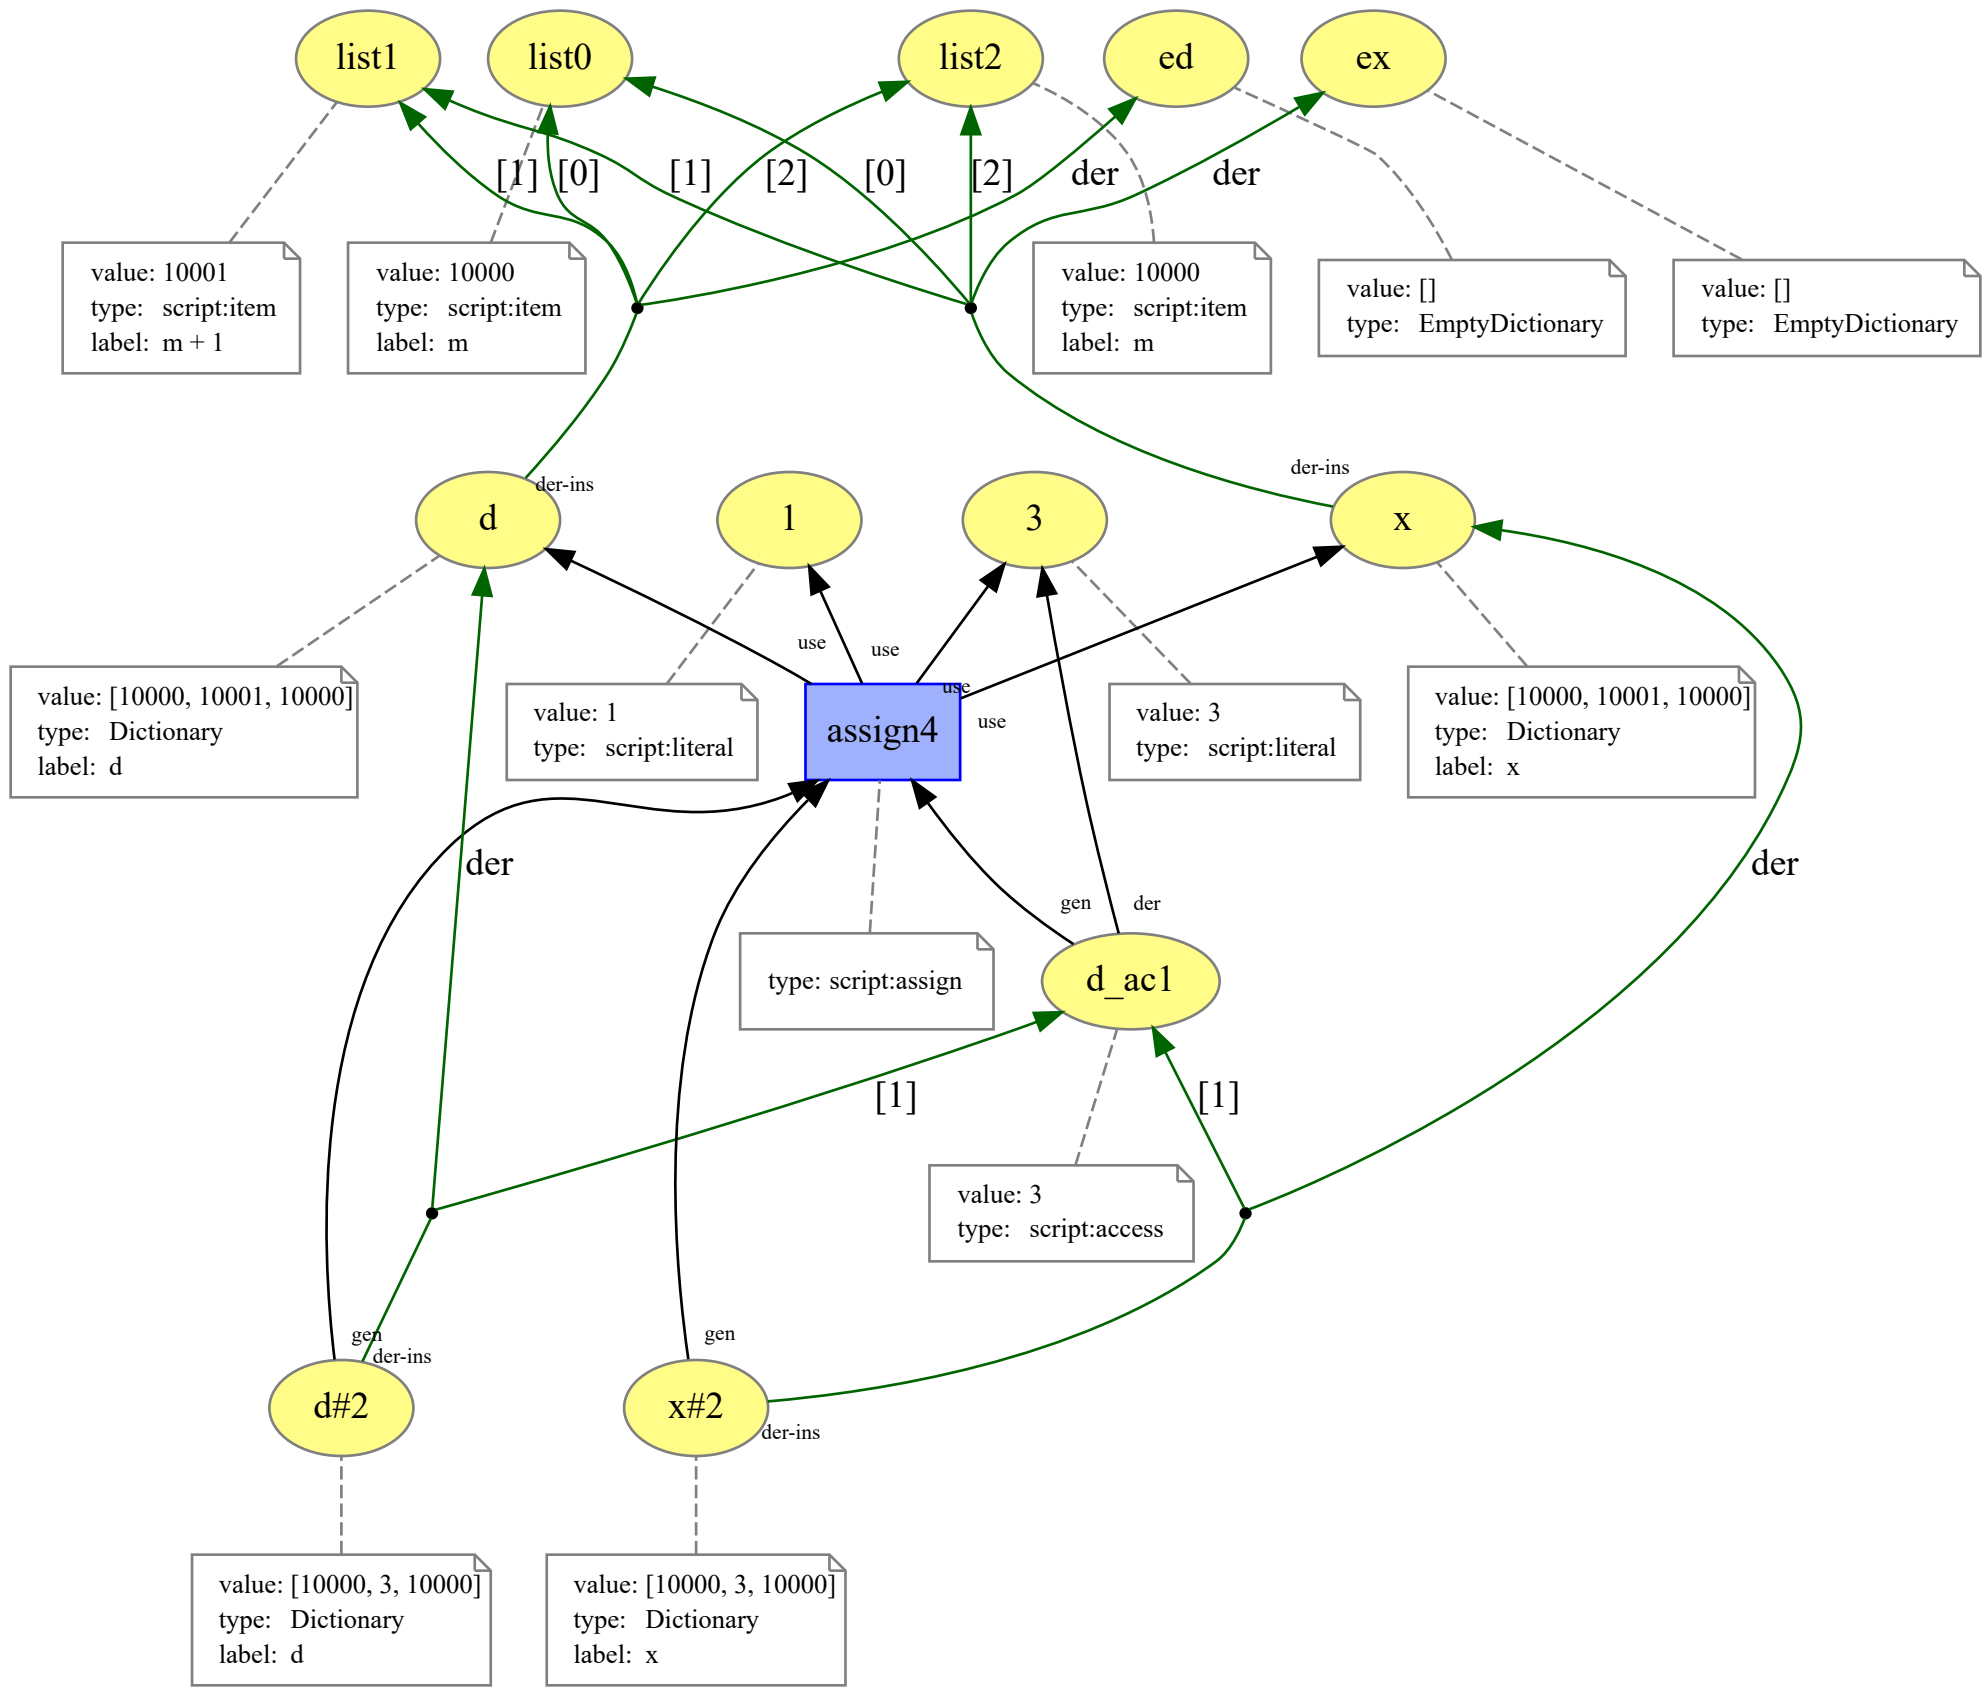 list1
list0
list2
ed
ex
[1]
[0]
[1]
[2]
[0]
[2]
der
der
value: 10001
type: script:item
label: m + 1
value: 10000
type: script:item
label: m
value: 10000
type: script:item
label: m
value: []
type: EmptyDictionary
value: []
type: EmptyDictionary
der-ins
der-ins
d
1
3
x
use
use
use
use
value: [10000, 10001, 10000]
type: Dictionary
label: d
value: 1
type: script:literal
assign4
value: 3
type: script:literal
value: [10000, 10001, 10000]
type: Dictionary
label: x
der
der
gen
der
type: script:assign
d_ac1
[1]
[1]
value: 3
type: script:access
gen
der-ins
gen
der-ins
d#2
x#2
value: [10000, 3, 10000]
type: Dictionary
label: d
value: [10000, 3, 10000]
type: Dictionary
label: x